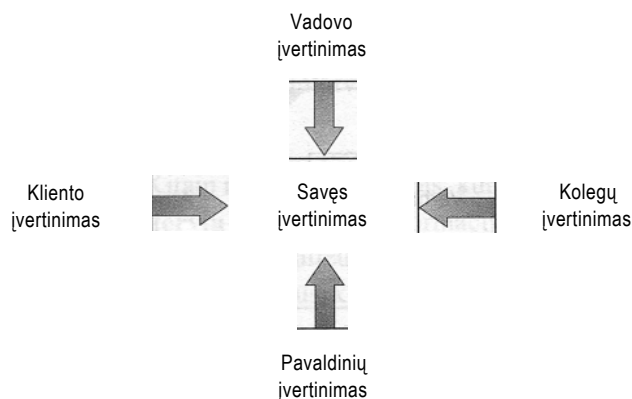 Vadovo
įvertinimas
Kliento
įvertinimas
Savęs
įvertinimas
Kolegų
įvertinimas
Pavaldinių
įvertinimas